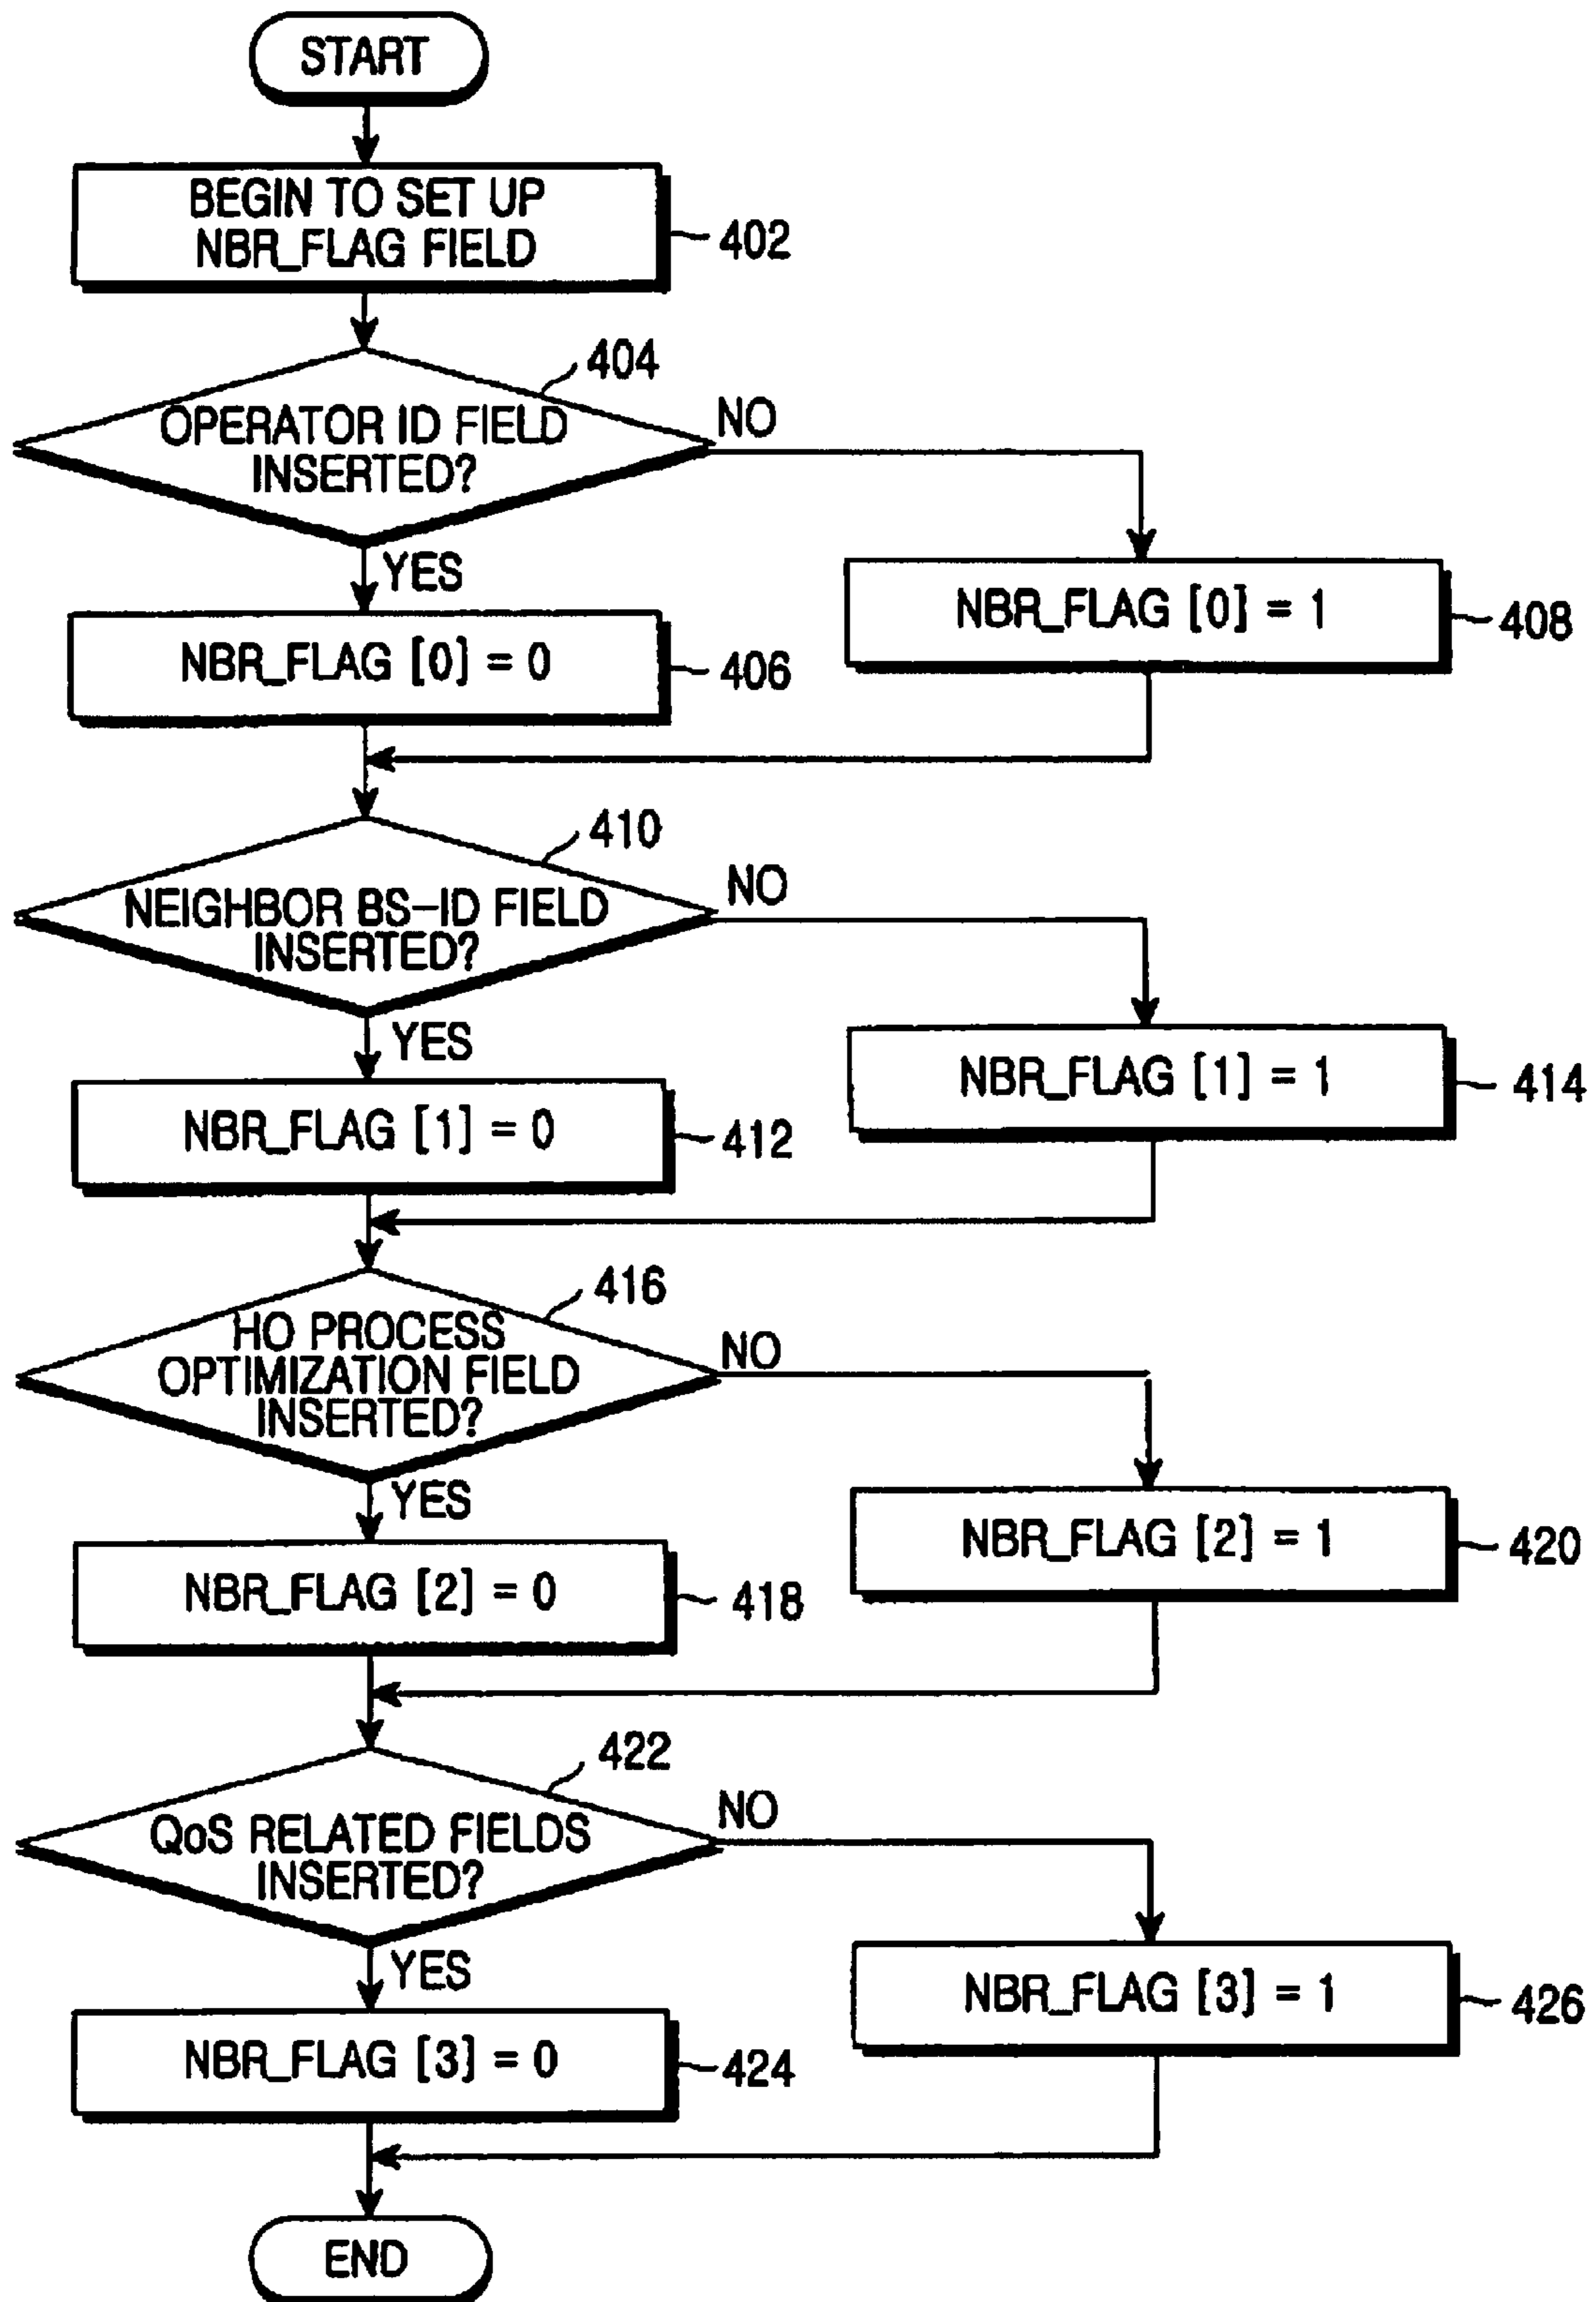 START
BEGIN TO SET UP
NBR_FLAG FIELD
402
404
OPERATOR ID FIELD
INSERTED?
NO
YES
NBR_FLAG [0] = 1
408
NBR_FLAG [0] = 0
406
410
NEIGHBOR BS-ID FIELD
INSERTED?
NO
YES
NBR_FLAG [1] = 1
414
NBR_FLAG [1] = 0
412
416
HO PROCESS
OPTIMIZATION FIELD
INSERTED?
NO
YES
NBR_FLAG [2] = 1
420
NBR_FLAG [2] = 0
418
422
QoS RELATED FIELDS
INSERTED?
NO
YES
NBR_FLAG [3] = 1
426
NBR_FLAG [3] = 0
424
END